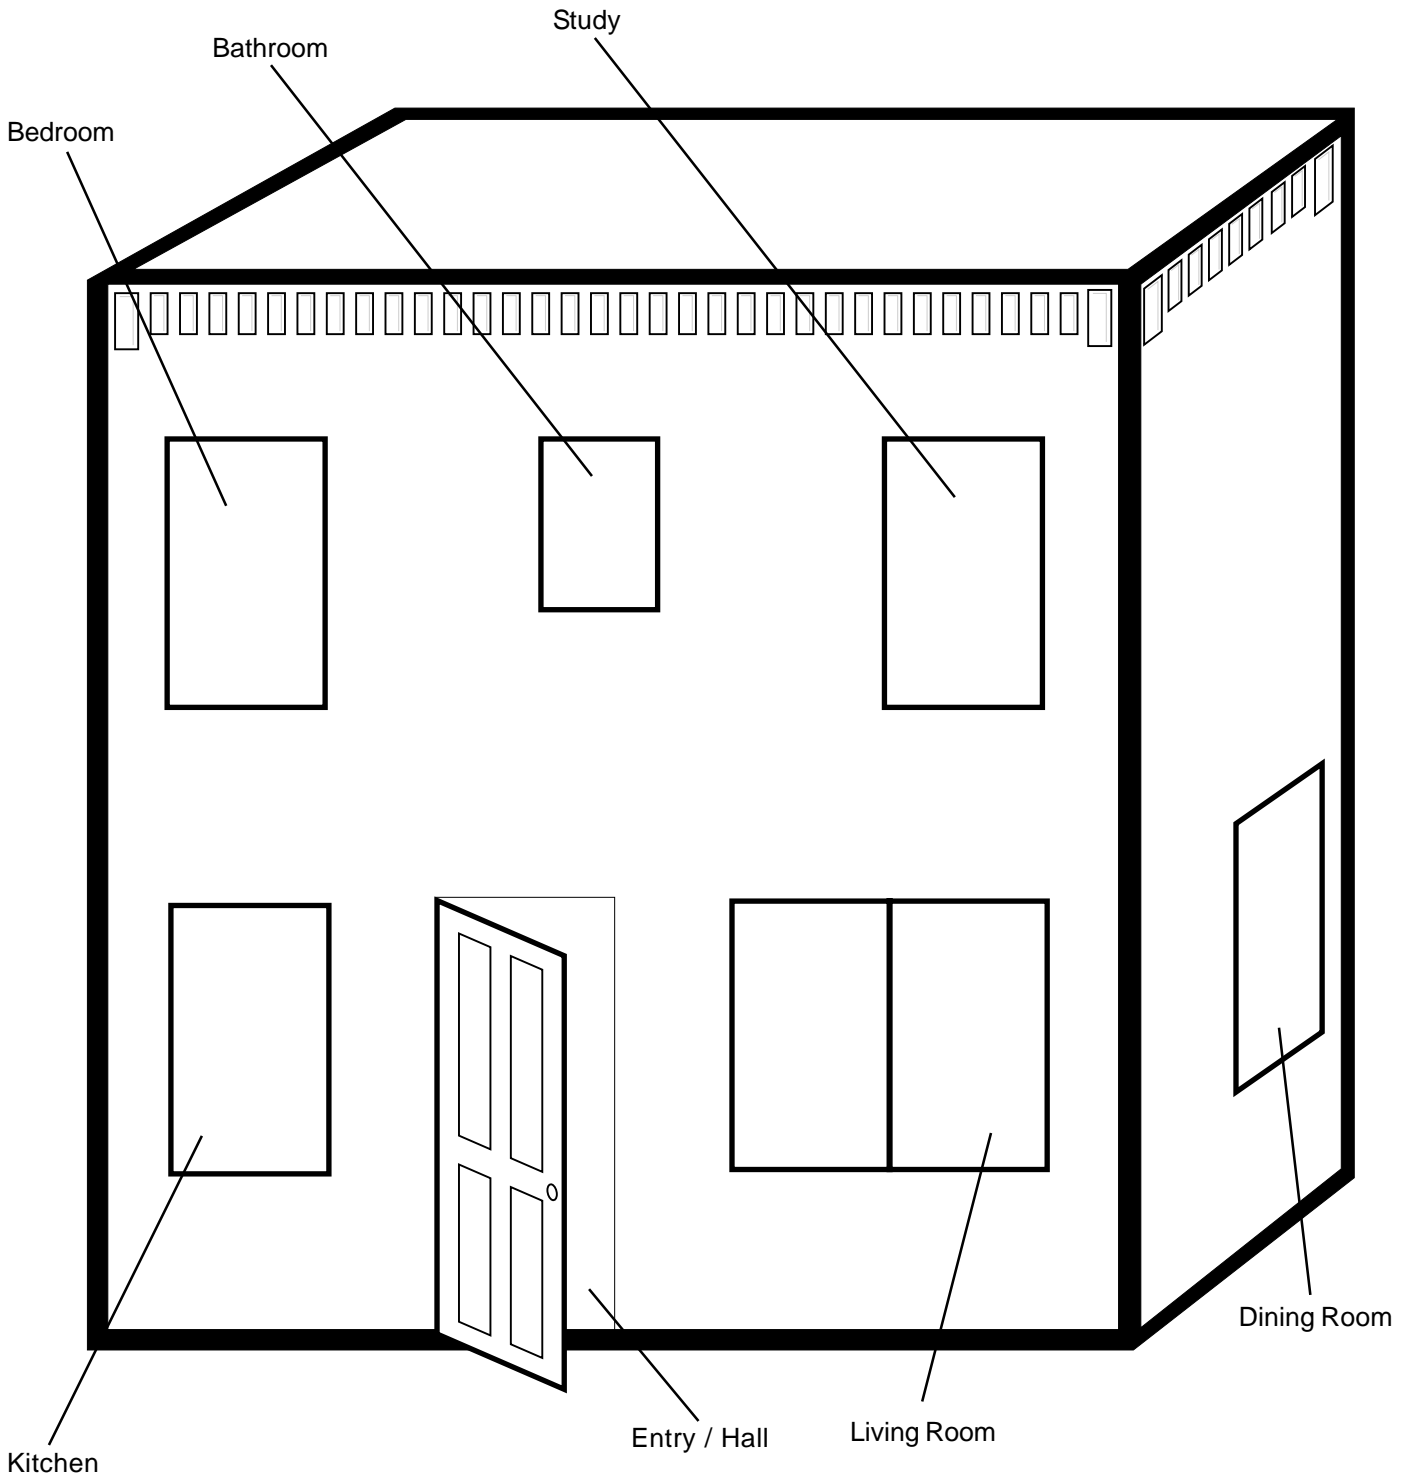 Study
Bathroom
Bedroom
Dining Room
Living Room
Entry / Hall
Kitchen